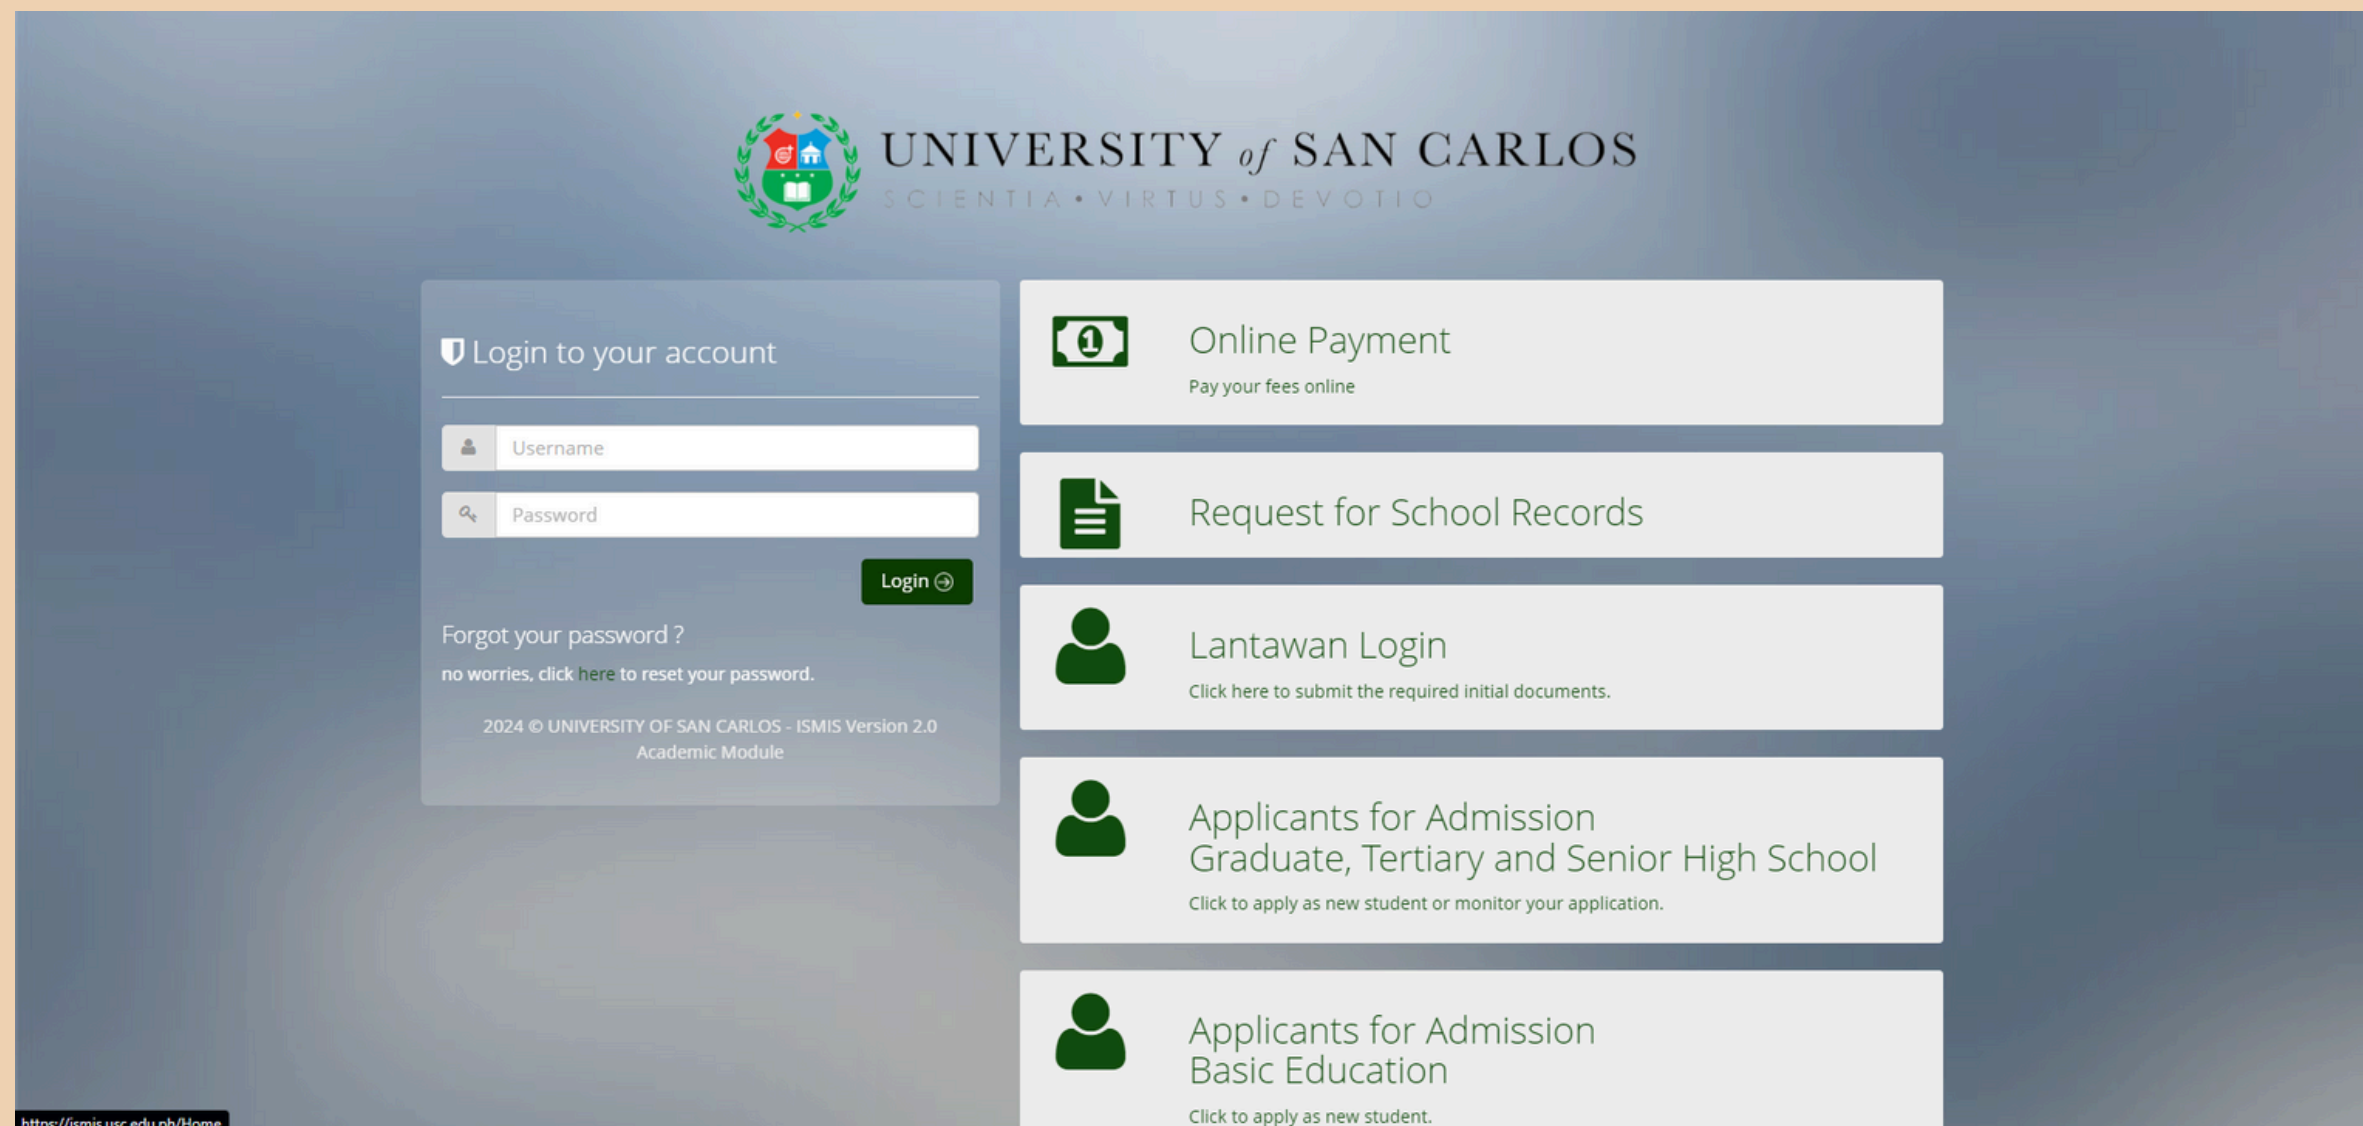 UNIVERSITY of SAN CARLOS
SCIENTIA • VIRTUS • DEVOTIO
Login to your account
Username
Password
Login
Forgot your password ?
no worries, click here to reset your password.
2024 © UNIVERSITY OF SAN CARLOS - ISMIS Version 2.0
Academic Module
1
Online Payment
Pay your fees online
Request for School Records
Lantawan Login
Click here to submit the required initial documents.
Applicants for Admission
Graduate, Tertiary and Senior High School
Click to apply as new student or monitor your application.
Applicants for Admission
Basic Education
Click to apply as new student.
https://ismis.usc.edu.ph/Home